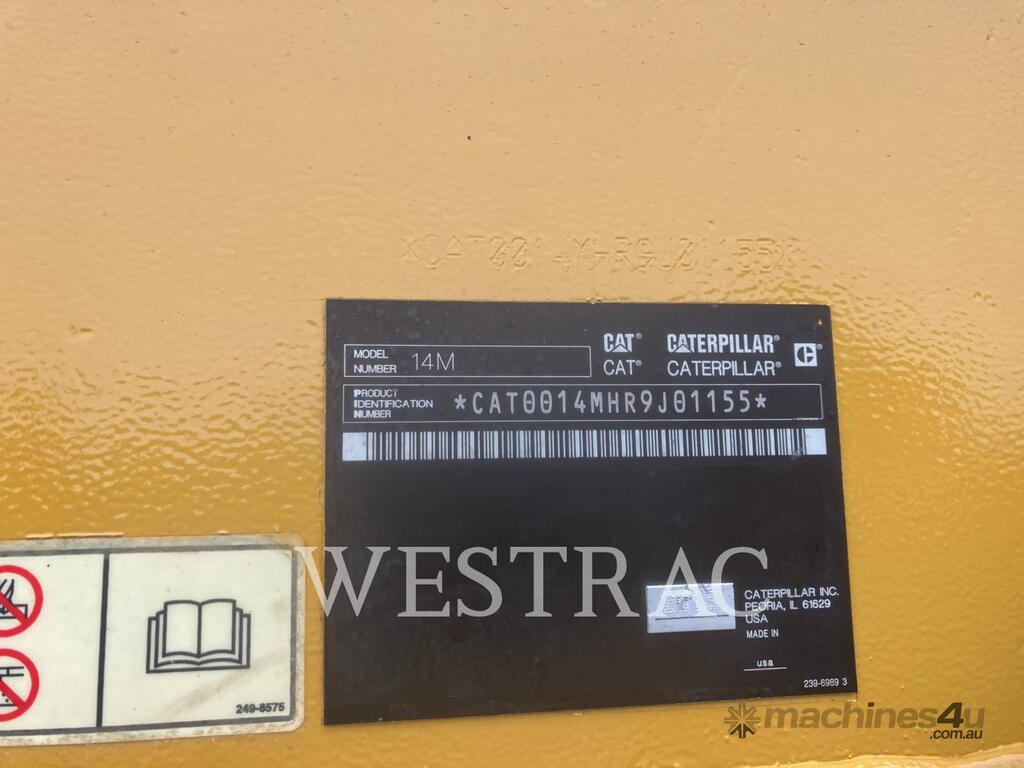 *CAT0014MHR9J01155*
MODEL NUMBER 14M
CAT® CATERPILLAR®
CAT® CATERPILLAR®
PRODUCT IDENTIFICATION NUMBER *CAT0014MHR9J01155*
WESTRAC
CATERPILLAR INC.
PEORIA, IL 61629
USA
MADE IN
usa
239-6989 3
249-8575
machines4u
.com.au